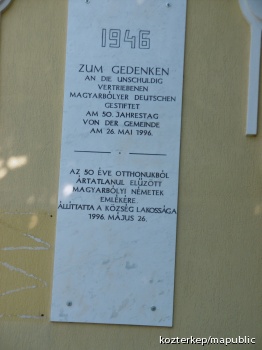 1946
ZUM GEDENKEN
AN DIE UNSCHULDIG
VERTRIEBENEN
MAGYARBÓLYER DEUTSCHEN
GESTIFTET
AM 50. JAHRESTAG
VON DER GEMEINDE
AM 26. MAI 1996.
AZ 50 ÉVE OTTHONUKBÓL
ÁRTATLANUL ELŰZÖTT
MAGYARBÓLYI NÉMETEK
EMLÉKÉRE.
ÁLLÍTTATTA A KÖZSÉG LAKOSSÁGA
1996. MÁJUS 26.
kozterkep/mapublic